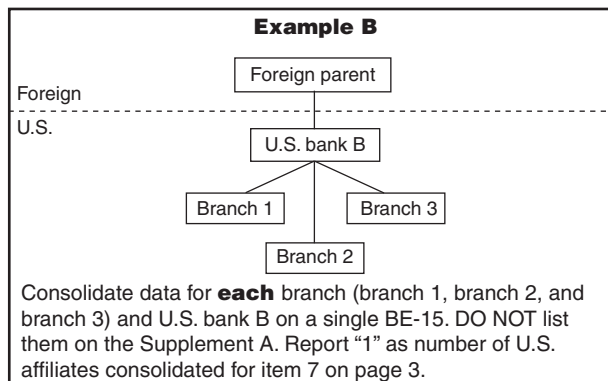 Example B
Foreign parent
Foreign
U.S.
U.S. bank B
Branch 1
Branch 3
Branch 2
Consolidate data for each branch (branch 1, branch 2, and
branch 3) and U.S. bank B on a single BE-15. DO NOT list
them on the Supplement A. Report “1” as number of U.S.
affiliates consolidated for item 7 on page 3.